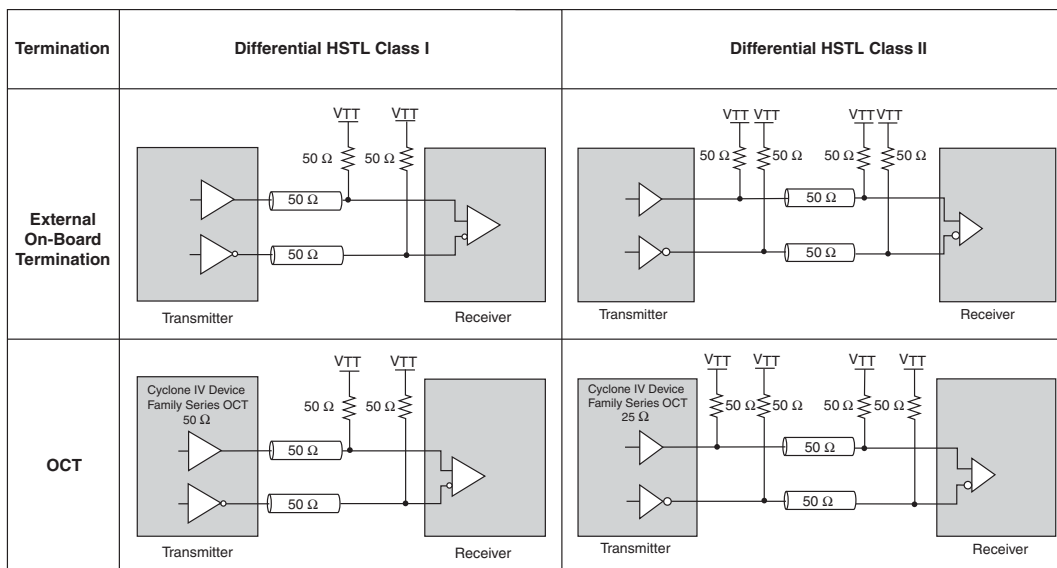 Termination
Differential HSTL Class I
Differential HSTL Class II
External
On-Board
Termination
VTT VTT
50 Ω 50 Ω
50 Ω
50 Ω
Transmitter
Receiver
VTT VTT VTT VTT
50 Ω 50 Ω 50 Ω 50 Ω
50 Ω
50 Ω
Transmitter
Receiver
OCT
VTT VTT
Cyclone IV Device
Family Series OCT
50 Ω
50 Ω 50 Ω
50 Ω
50 Ω
Transmitter
Receiver
VTT VTT VTT VTT
Cyclone IV Device
Family Series OCT
25 Ω
50 Ω 50 Ω 50 Ω 50 Ω
50 Ω
50 Ω
Transmitter
Receiver